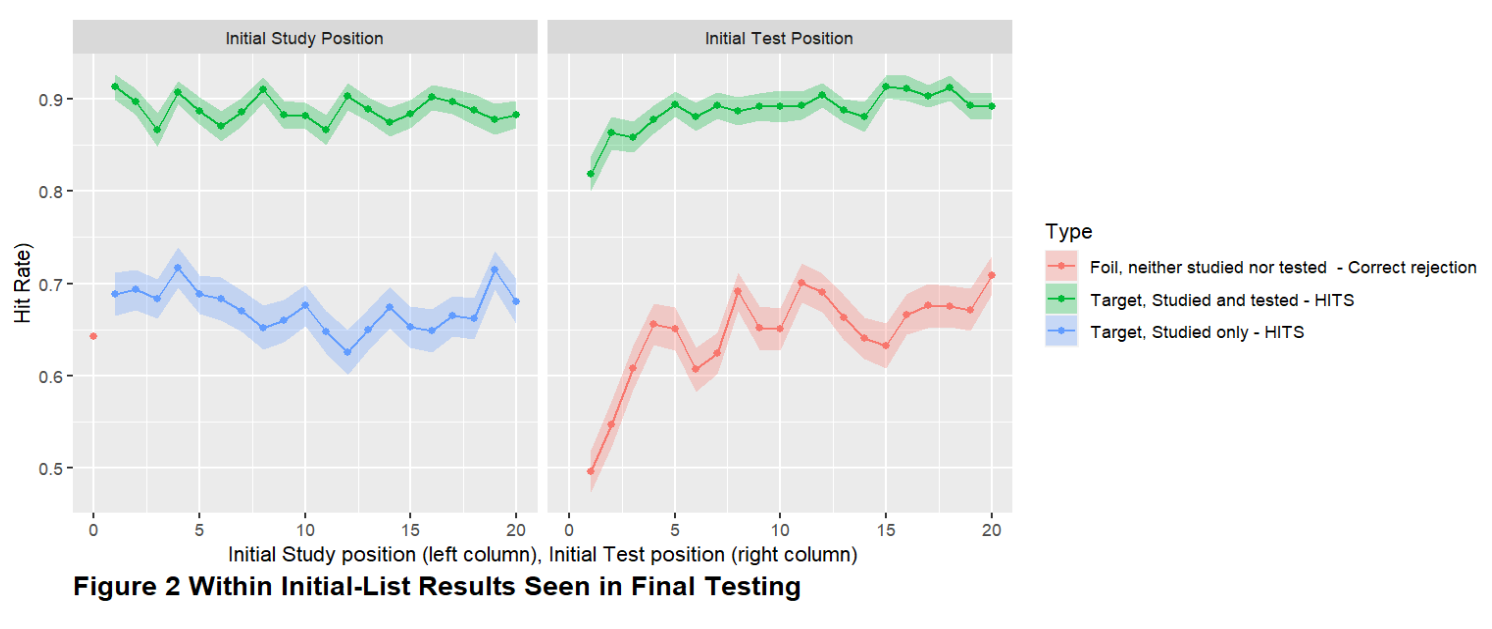 Initial Study Position
Initial Test Position
0.9
0.8
0.7
0.6
0.5
Hit Rate)
0 5 10 15 20
0 5 10 15 20
Initial Study position (left column), Initial Test position (right column)
Type
Foil, neither studied nor tested - Correct rejection
Target, Studied and tested - HITS
Target, Studied only - HITS
Figure 2 Within Initial-List Results Seen in Final Testing